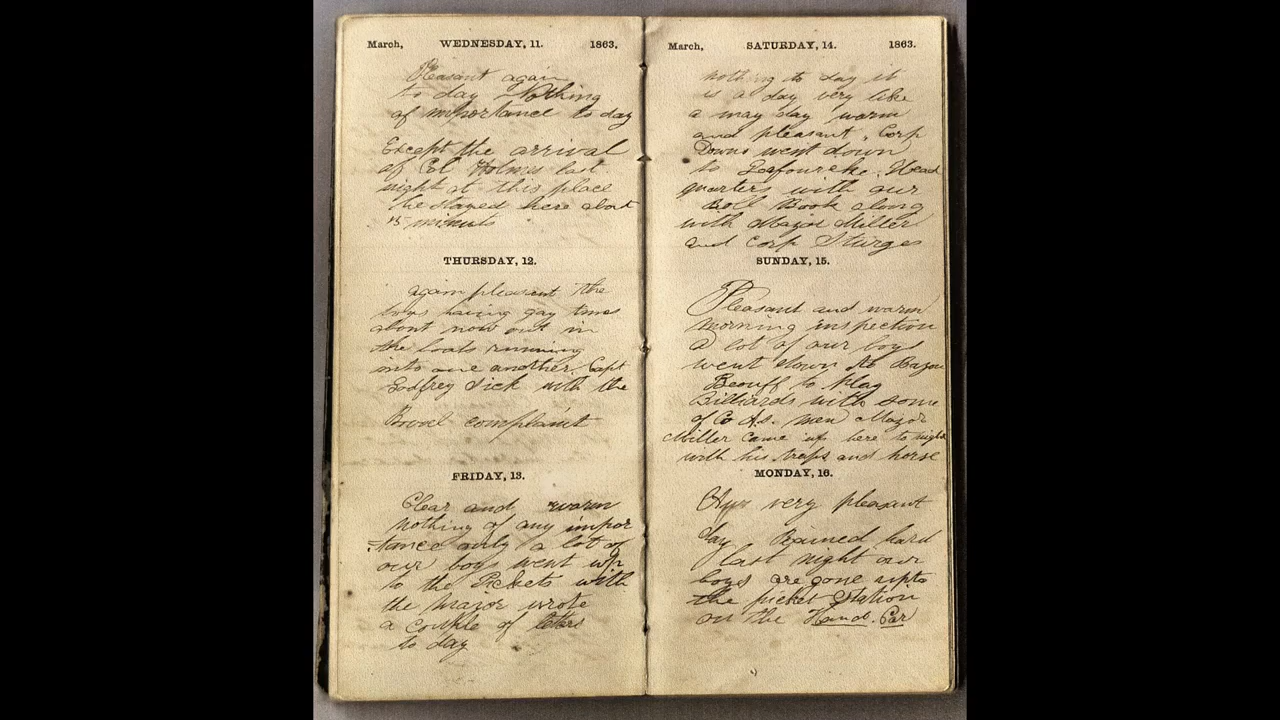 March, WEDNESDAY, 11. 1863.
Pleasant again
to day Nothing
of importance to day
Except the arrival
of Col Holmes last
night at this place
he stayed here about
15 minuts
THURSDAY, 12.
again pleasant the
boys having gay times
about now out in
the boats running
into one another. Capt
Godfrey sick with the
Bowel complaint
FRIDAY, 13.
Clear and warm
nothing of any impor
tance only a lot of
our boys went up
to the Pickets with
the Major wrote
a couple of leters
to day
March, SATURDAY, 14. 1863.
nothing to day it
is a day very like
a may day warm
and pleasant, Corp
Downs went down
to Lafourche. Head
quarters with our
Roll Book along
with Major Miller
and Corp Sturges
SUNDAY, 15.
Pleasant and warm
morning inspection
a lot of our boys
went down to Bayou
Beouff to play
Billiards with some
of Co A.s. men Major
Miller came up here to night
with his traps and horse
MONDAY, 16.
very pleasant
day Rained hard
last night our
boys are gone upto
the picket Station
on the Hand. Car